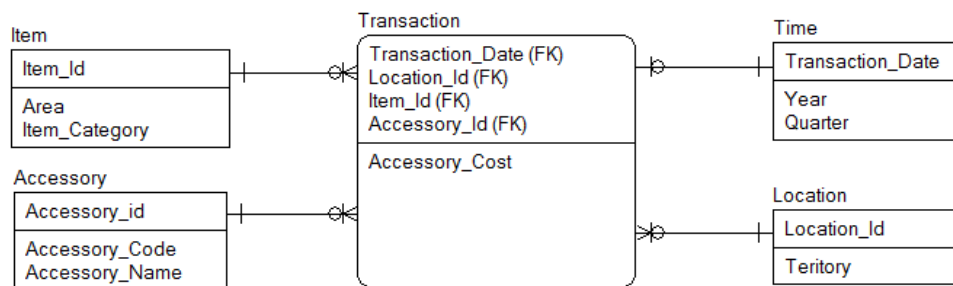 Item
Item_Id
Area
Item_Category
Accessory
Accessory_id
Accessory_Code
Accessory_Name
Transaction
Transaction_Date (FK)
Location_Id (FK)
Item_Id (FK)
Accessory_Id (FK)
Accessory_Cost
Time
Transaction_Date
Year
Quarter
Location
Location_Id
Teritory